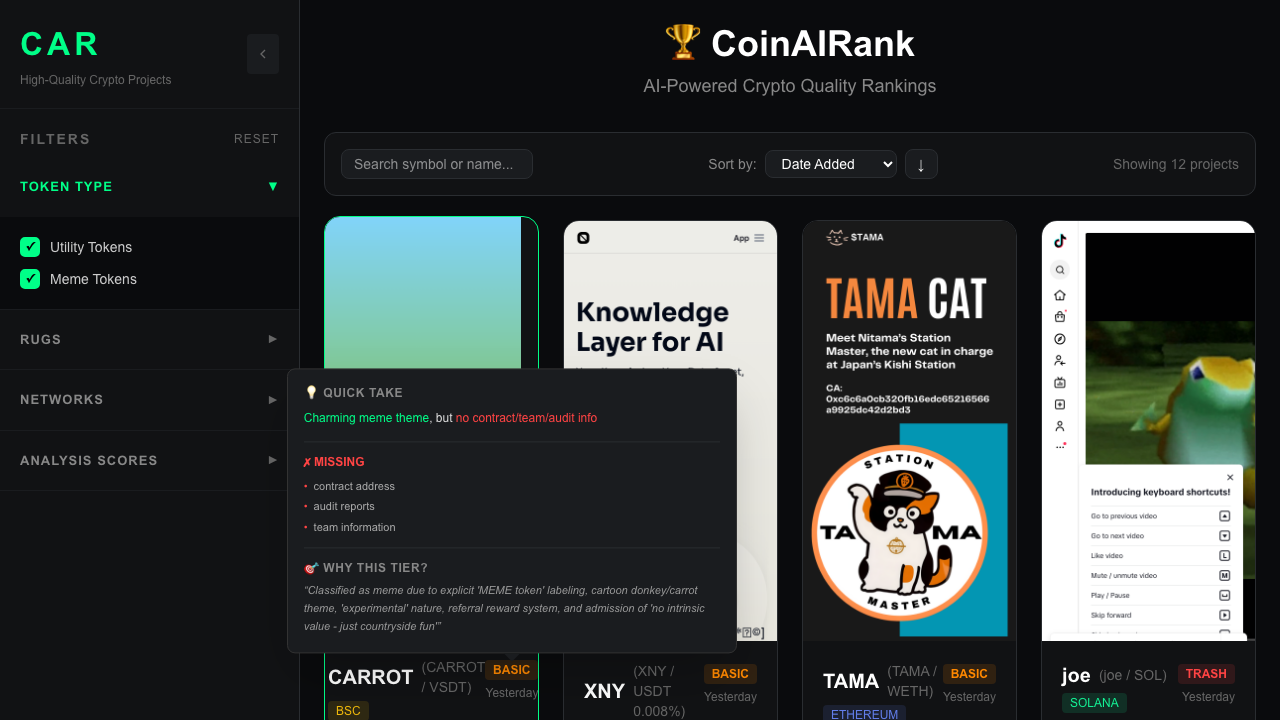 CAR
High-Quality Crypto Projects
FILTERS
RESET
TOKEN TYPE
Utility Tokens
Meme Tokens
RUGS
NETWORKS
ANALYSIS SCORES
CoinAIRank
AI-Powered Crypto Quality Rankings
Search symbol or name...
Sort by:
Date Added
Showing 12 projects
QUICK TAKE
Charming meme theme, but no contract/team/audit info
MISSING
contract address
audit reports
team information
WHY THIS TIER?
"Classified as meme due to explicit 'MEME token' labeling, cartoon donkey/carrot
theme, 'experimental' nature, referral reward system, and admission of 'no intrinsic
value - just countryside fun'"
CARROT
(CARROT
/ VSDT)
BASIC
Yesterday
BSC
App
Knowledge
Layer for AI
XNY
(XNY /
USDT
0.008%)
BASIC
Yesterday
STAMA
TAMA CAT
Meet Nitama's Station
Master, the new cat in charge
at Japan's Kishi Station
CA:
0xc6c6a0cb320fb16edc65216566
a9925dc42d2bd3
STATION
TAMA
MASTER
TAMA
(TAMA /
WETH)
BASIC
Yesterday
ETHEREUM
Introducing keyboard shortcuts!
Go to previous video
Go to next video
Like video
L
Mute / unmute video
M
Play / Pause
Skip forward
joe
(joe / SOL)
TRASH
Yesterday
SOLANA